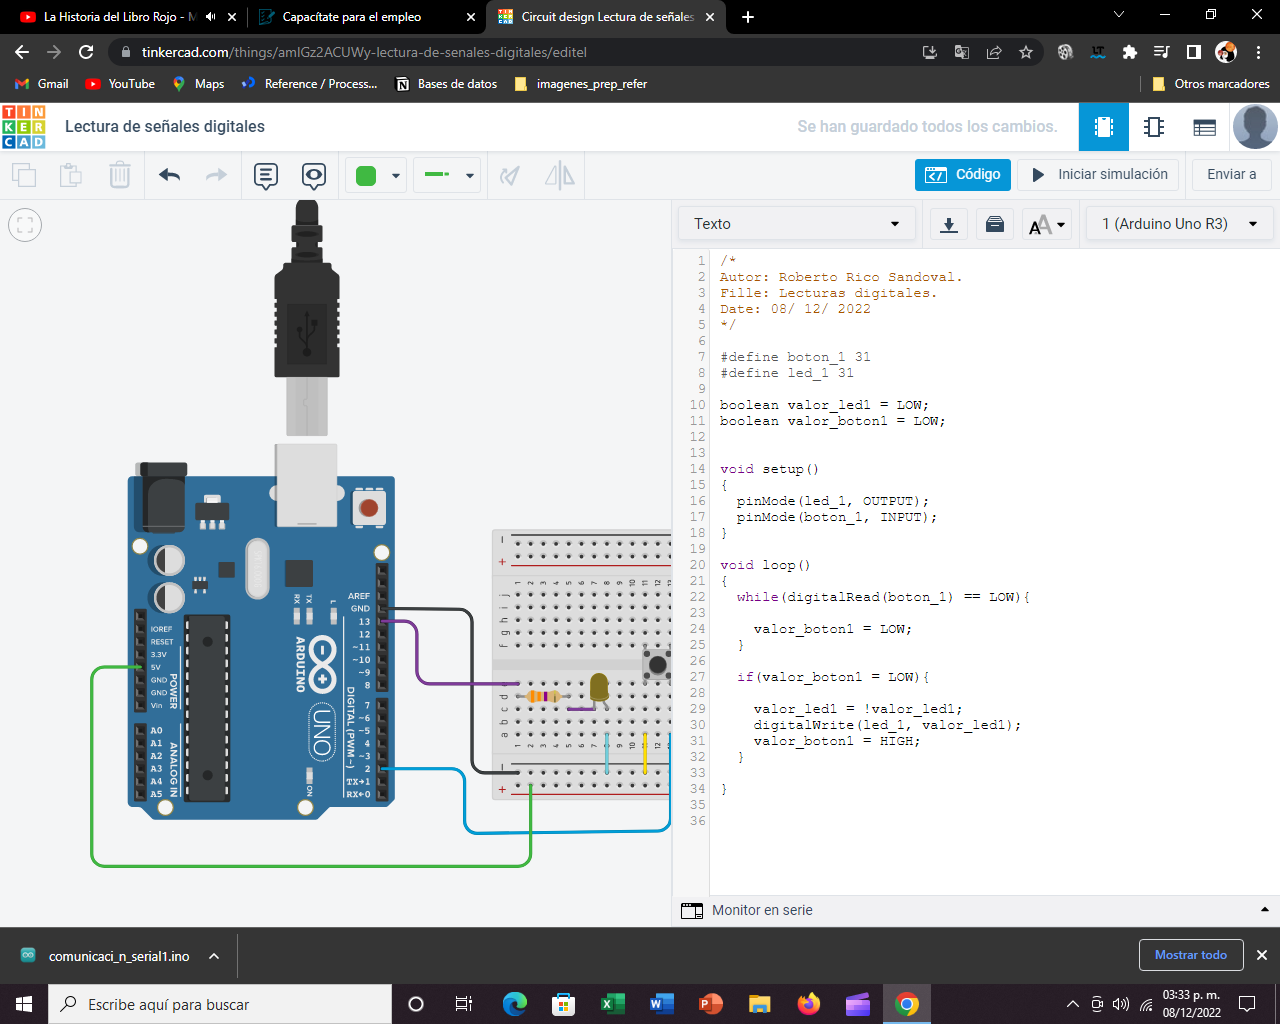 La Historia del Libro Rojo - M
Capacítate para el empleo
Circuit design Lectura de señales
tinkercad.com/things/amlGz2ACUWy-lectura-de-senales-digitales/editel
Gmail
YouTube
Maps
Reference / Process...
Bases de datos
imagenes_prep_refer
Otros marcadores
TIN
KER
CAD
Lectura de señales digitales
Se han guardado todos los cambios.
Código
Iniciar simulación
Enviar a
Texto
1 (Arduino Uno R3)
1 /*
2 Autor: Roberto Rico Sandoval.
3 Fille: Lecturas digitales.
4 Date: 08/ 12/ 2022
5 */
6
7 #define boton_1 31
8 #define led_1 31
9
10 boolean valor_led1 = LOW;
11 boolean valor_boton1 = LOW;
12
13
14 void setup()
15 {
16 pinMode(led_1, OUTPUT);
17 pinMode(boton_1, INPUT);
18 }
19
20 void loop()
21 {
22 while(digitalRead(boton_1) == LOW){
23
24 valor_boton1 = LOW;
25 }
26
27 if(valor_boton1 = LOW){
28
29 valor_led1 = !valor_led1;
30 digitalWrite(led_1, valor_led1);
31 valor_boton1 = HIGH;
32 }
33
34 }
35
36
AREF
GND
13
12
~11
~10
~9
8
7
~6
~5
4
~3
2
TX→1
RX←0
IOREF
RESET
3.3V
5V
GND
GND
Vin
POWER
A0
A1
A2
A3
A4
A5
ANALOG IN
DIGITAL (PWM~)
ARDUINO
UNO
RX
TX
L
ON
Monitor en serie
comunicaci_n_serial1.ino
Mostrar todo
Escribe aquí para buscar
03:33 p. m.
08/12/2022